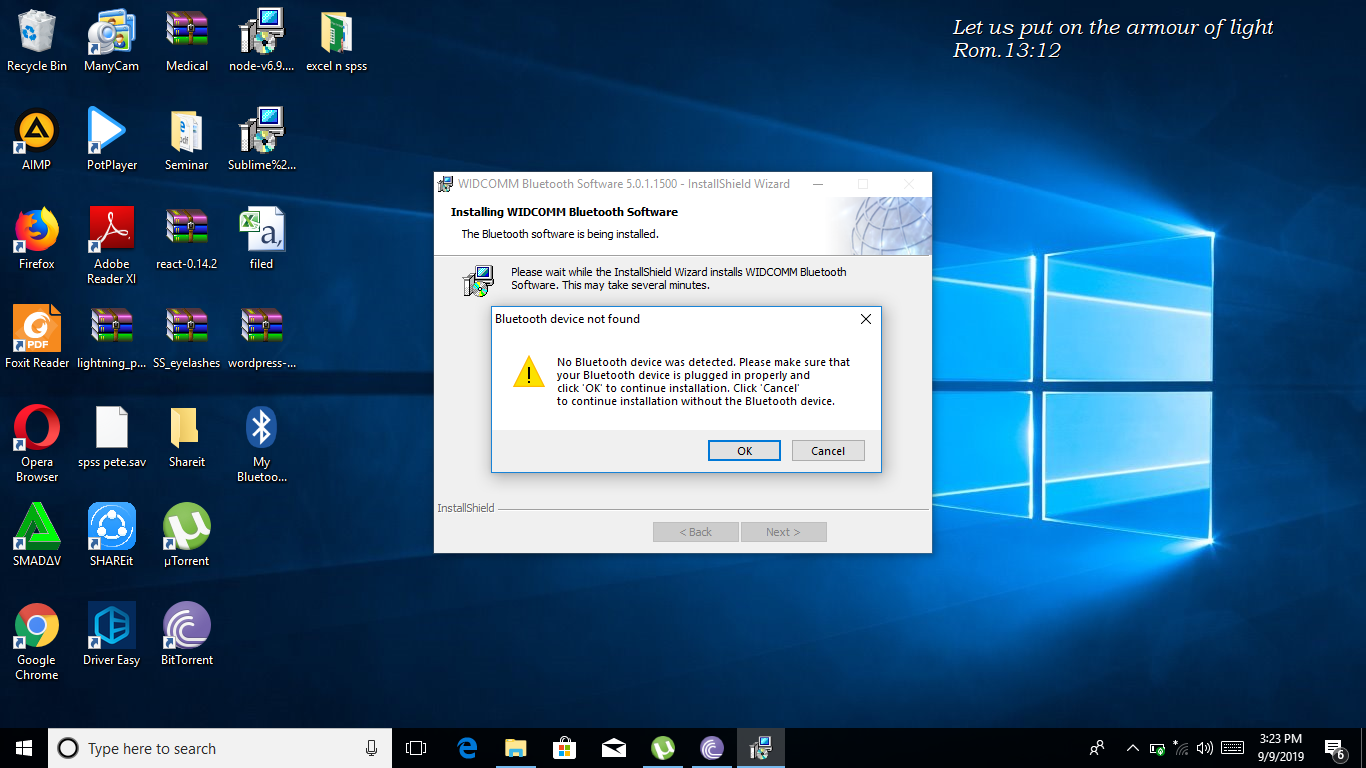 Let us put on the armour of light
Rom.13:12
Recycle Bin
ManyCam
Medical
node-v6.9....
excel n spss
AIMP
PotPlayer
Seminar
Sublime%2...
Firefox
Adobe
Reader XI
react-0.14.2
filed
Foxit Reader
lightning_p...
SS_eyelashes
wordpress-...
Opera
Browser
spss pete.sav
Shareit
My
Bluetoo...
SMADΔV
SHAREit
µTorrent
Google
Chrome
Driver Easy
BitTorrent
WIDCOMM Bluetooth Software 5.0.1.1500 - InstallShield Wizard
Installing WIDCOMM Bluetooth Software
The Bluetooth software is being installed.
Please wait while the InstallShield Wizard installs WIDCOMM Bluetooth
Software. This may take several minutes.
Bluetooth device not found
No Bluetooth device was detected. Please make sure that
your Bluetooth device is plugged in properly and
click 'OK' to continue installation. Click 'Cancel'
to continue installation without the Bluetooth device.
OK
Cancel
InstallShield
< Back
Next >
Type here to search
3:23 PM
9/9/2019
6